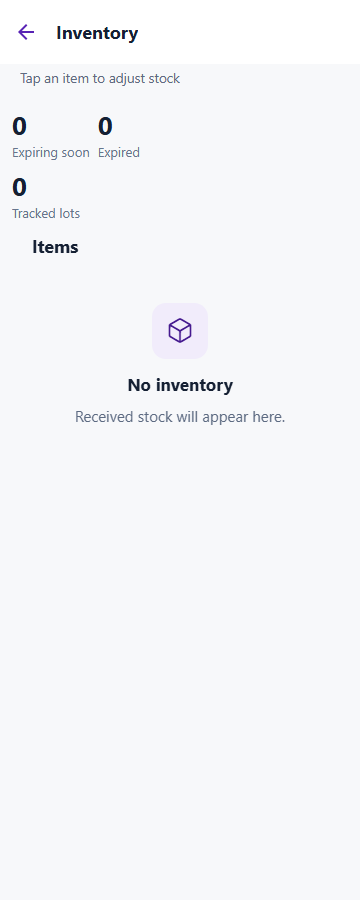 Inventory
Tap an item to adjust stock
0 0
Expiring soon Expired
0
Tracked lots
Items
No inventory
Received stock will appear here.